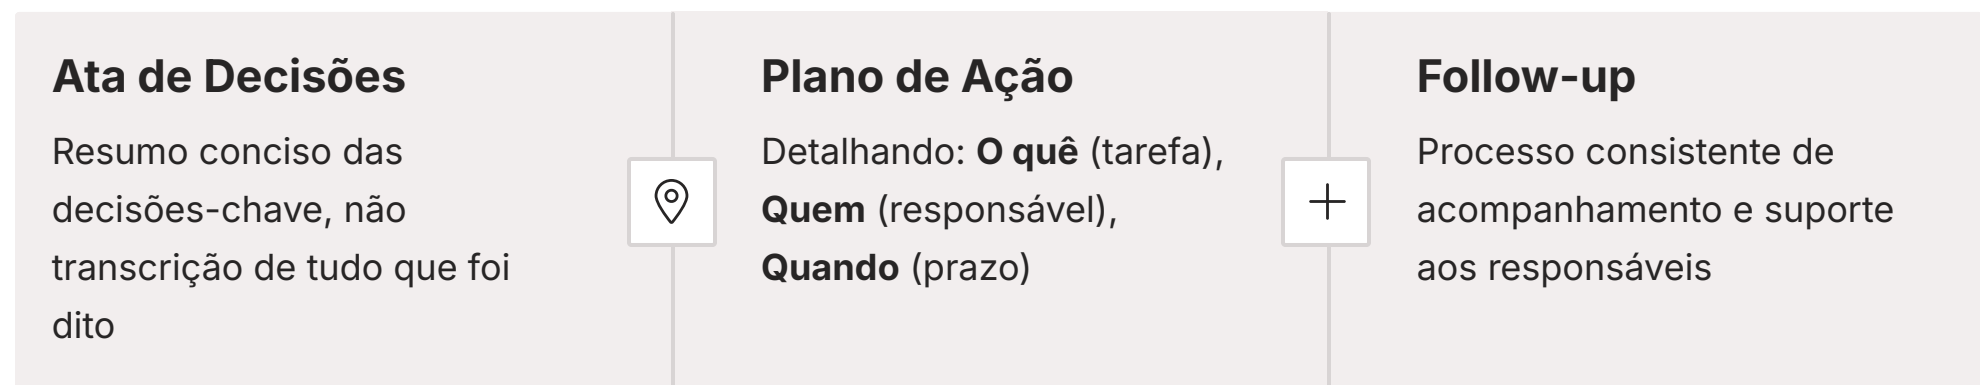 Ata de Decisões
Resumo conciso das
decisões-chave, não
transcrição de tudo que foi
dito
Plano de Ação
Detalhando: O quê (tarefa),
Quem (responsável),
Quando (prazo)
Follow-up
Processo consistente de
acompanhamento e suporte
aos responsáveis